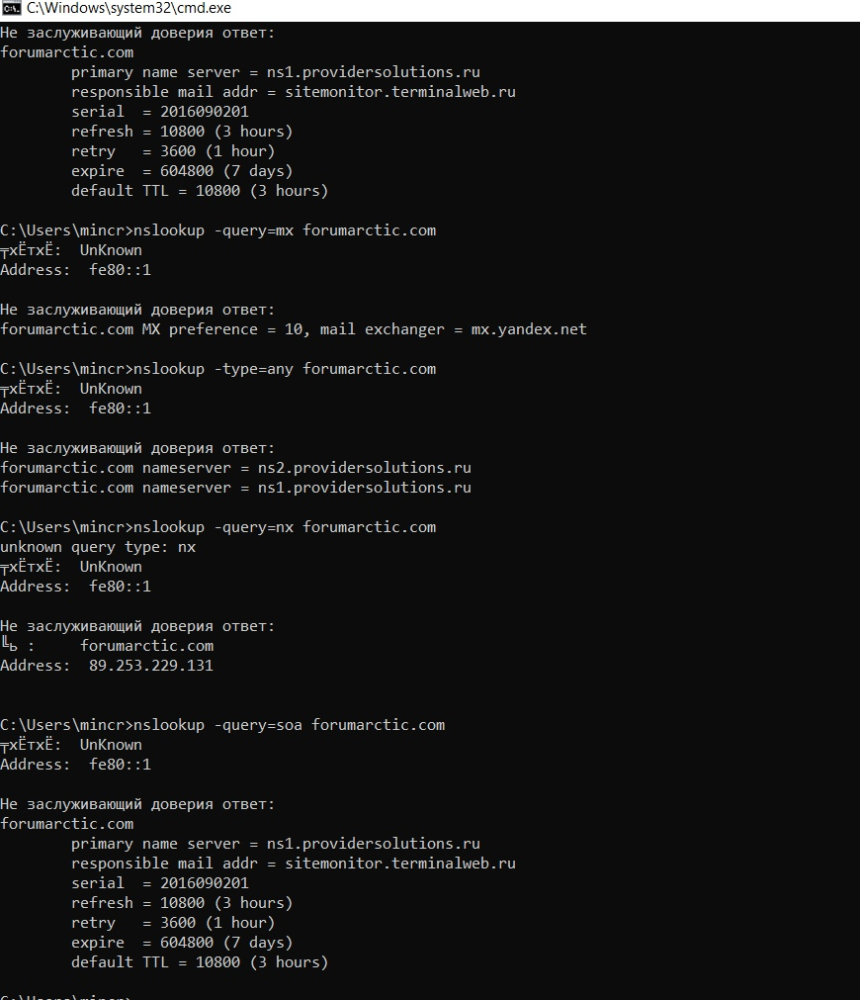 C:\Windows\system32\cmd.exe
Не заслуживающий доверия ответ:
forumarctic.com
primary name server = ns1.providersolutions.ru
responsible mail addr = sitemonitor.terminalweb.ru
serial = 2016090201
refresh = 10800 (3 hours)
retry = 3600 (1 hour)
expire = 604800 (7 days)
default TTL = 10800 (3 hours)
C:\Users\mincr>nslookup -query=mx forumarctic.com
╤хЁтхЁ: UnKnown
Address: fe80::1
Не заслуживающий доверия ответ:
forumarctic.com MX preference = 10, mail exchanger = mx.yandex.net
C:\Users\mincr>nslookup -type=any forumarctic.com
╤хЁтхЁ: UnKnown
Address: fe80::1
Не заслуживающий доверия ответ:
forumarctic.com nameserver = ns2.providersolutions.ru
forumarctic.com nameserver = ns1.providersolutions.ru
C:\Users\mincr>nslookup -query=nx forumarctic.com
unknown query type: nx
╤хЁтхЁ: UnKnown
Address: fe80::1
Не заслуживающий доверия ответ:
╚ь : forumarctic.com
Address: 89.253.229.131
C:\Users\mincr>nslookup -query=soa forumarctic.com
╤хЁтхЁ: UnKnown
Address: fe80::1
Не заслуживающий доверия ответ:
forumarctic.com
primary name server = ns1.providersolutions.ru
responsible mail addr = sitemonitor.terminalweb.ru
serial = 2016090201
refresh = 10800 (3 hours)
retry = 3600 (1 hour)
expire = 604800 (7 days)
default TTL = 10800 (3 hours)
C:\Users\mincr>